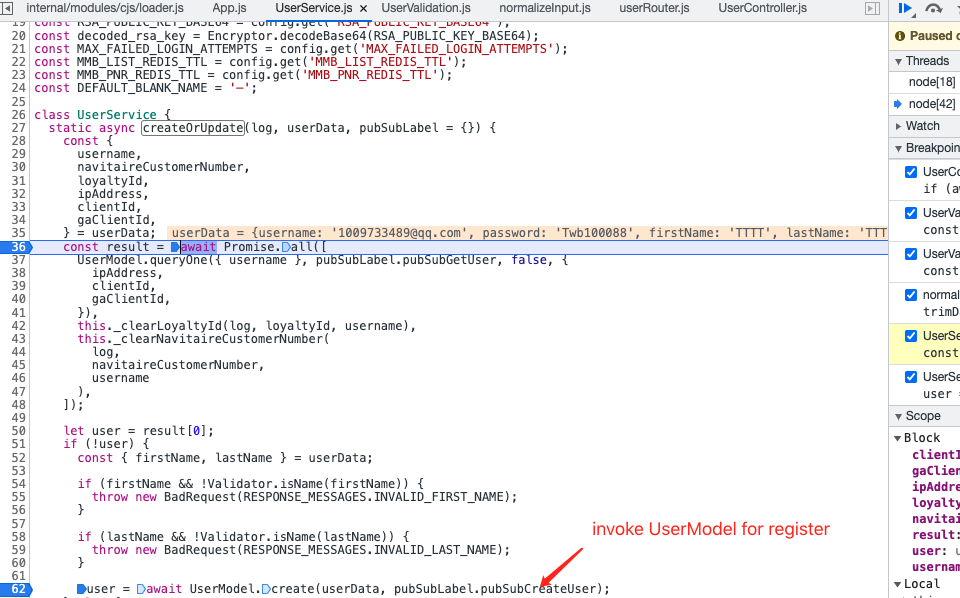 internal/modules/cjs/loader.js App.js UserService.js × UserValidation.js normalizeInput.js userRouter.js UserController.js
19 const RSA_PUBLIC_KEY_BASE64 = config.get('RSA_PUBLIC_KEY_BASE64');
20 const decoded_rsa_key = Encryptor.decodeBase64(RSA_PUBLIC_KEY_BASE64);
21 const MAX_FAILED_LOGIN_ATTEMPTS = config.get('MAX_FAILED_LOGIN_ATTEMPTS');
22 const MMB_LIST_REDIS_TTL = config.get('MMB_LIST_REDIS_TTL');
23 const MMB_PNR_REDIS_TTL = config.get('MMB_PNR_REDIS_TTL');
24 const DEFAULT_BLANK_NAME = '—';
25
26 class UserService {
27 static async createOrUpdate(log, userData, pubSubLabel = {}) {
28 const {
29 username,
30 navitaireCustomerNumber,
31 loyaltyId,
32 ipAddress,
33 clientId,
34 gaClientId,
35 } = userData; userData = {username: '1009733489@qq.com', password: 'Twb100088', firstName: 'TTTT', lastName: 'TTT
36 const result = await Promise.all([
37 UserModel.queryOne({ username }, pubSubLabel.pubSubGetUser, false, {
38 ipAddress,
39 clientId,
40 gaClientId,
41 }),
42 this._clearLoyaltyId(log, loyaltyId, username),
43 this._clearNavitaireCustomerNumber(
44 log,
45 navitaireCustomerNumber,
46 username
47 ),
48 ]);
49
50 let user = result[0];
51 if (!user) {
52 const { firstName, lastName } = userData;
53
54 if (firstName && !Validator.isName(firstName)) {
55 throw new BadRequest(RESPONSE_MESSAGES.INVALID_FIRST_NAME);
56 }
57
58 if (lastName && !Validator.isName(lastName)) {
59 throw new BadRequest(RESPONSE_MESSAGES.INVALID_LAST_NAME);
60 }
61
62 user = await UserModel.create(userData, pubSubLabel.pubSubCreateUser);
invoke UserModel for register
Paused o
Threads
node[18]
node[42]
Watch
Breakpoin
UserCo
if (aw
UserVa
const
UserVa
const
normal
trimDa
UserSe
const
UserSe
user =
Scope
Block
clientI
gaClien
ipAddre
loyalty
navitai
result:
user: u
usernam
Local